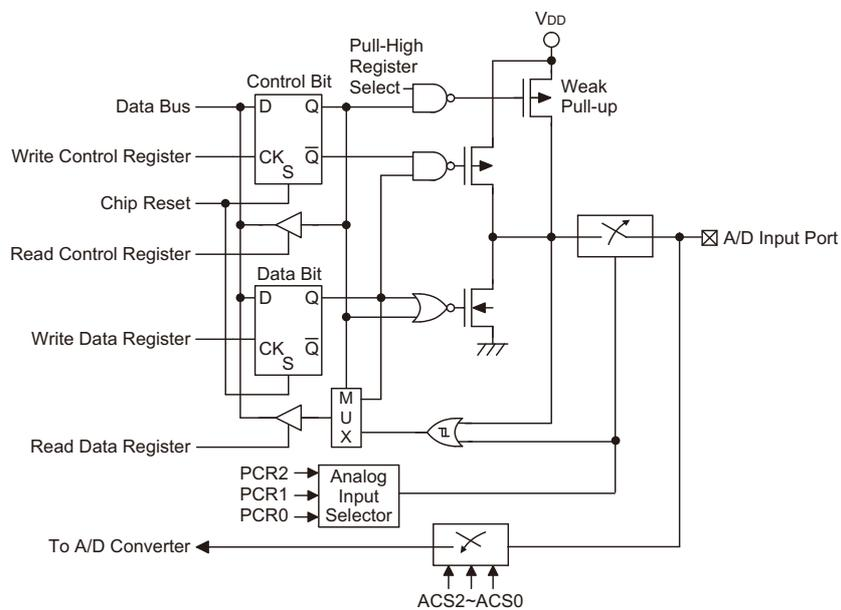 VDD
Pull-High
Register
Select
Weak
Pull-up
Control Bit
Data Bus
D
Q
Write Control Register
CK
Q̅
S
Chip Reset
Read Control Register
A/D Input Port
Data Bit
D
Q
Write Data Register
CK
Q̅
S
M
U
X
Read Data Register
PCR2
PCR1
PCR0
Analog
Input
Selector
To A/D Converter
ACS2~ACS0